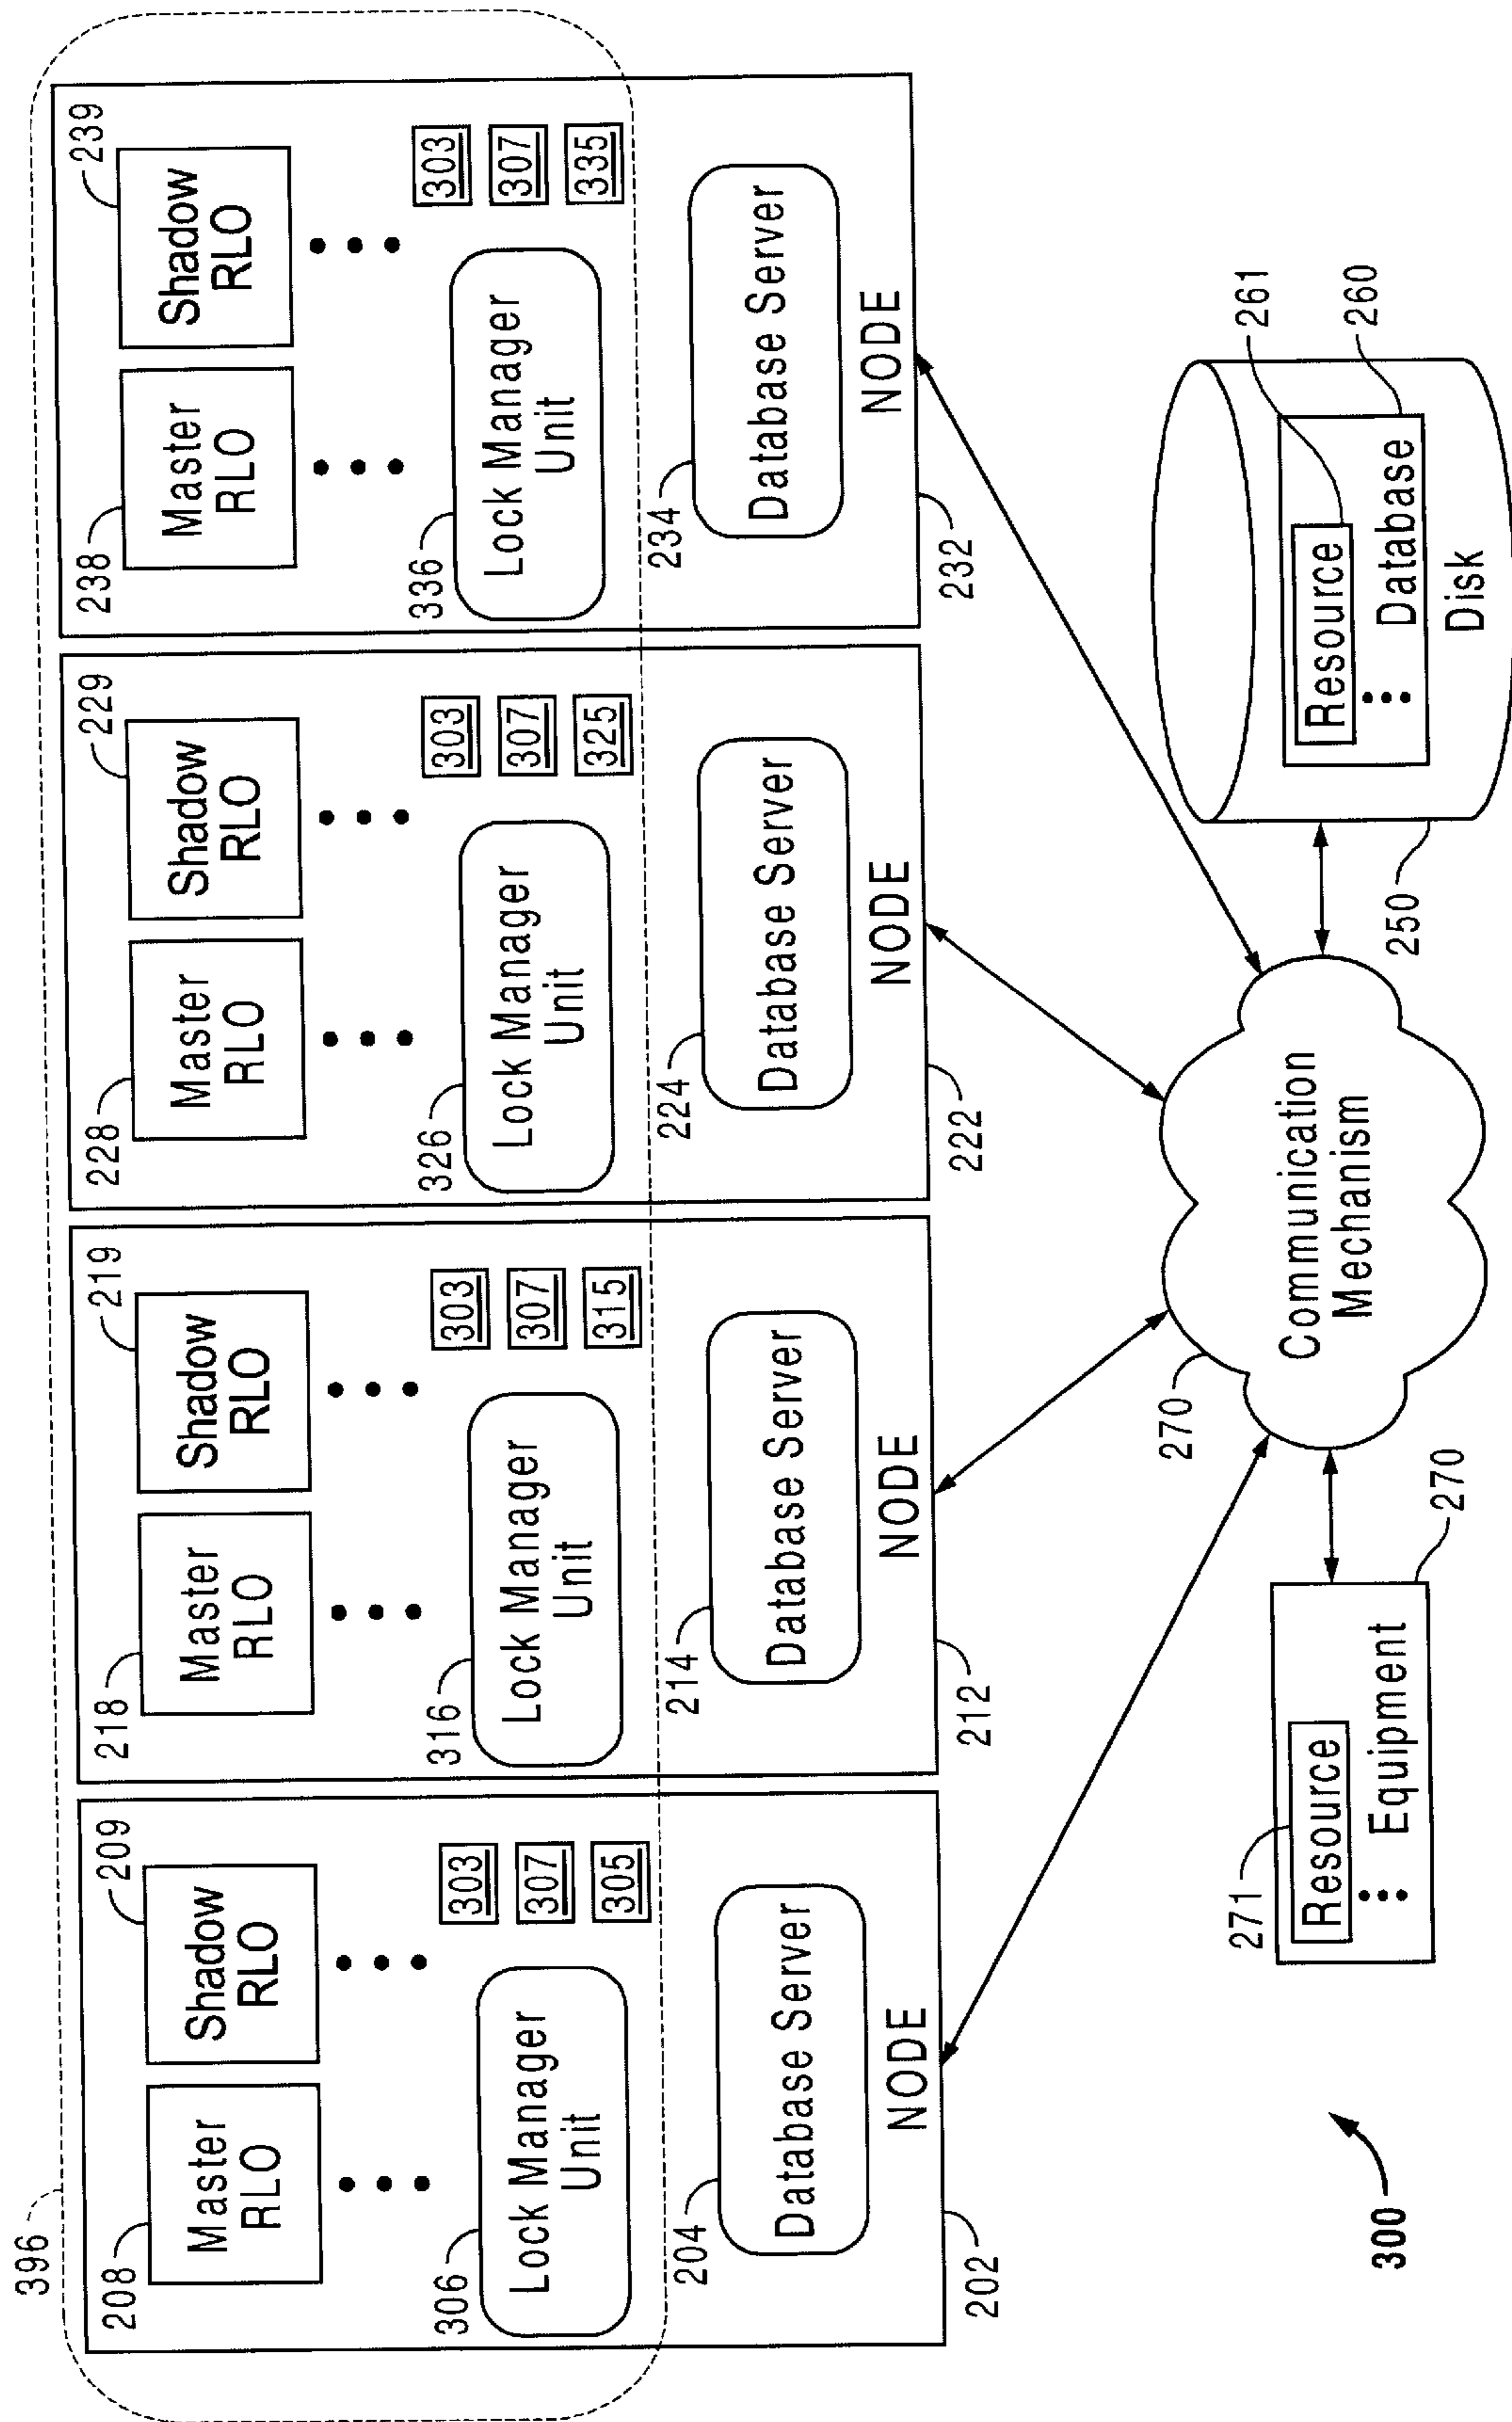 396
208
Master
RLO
209
Shadow
RLO
306
Lock Manager
Unit
303
307
305
204
Database Server
NODE
202
218
Master
RLO
219
Shadow
RLO
316
Lock Manager
Unit
303
307
315
214
Database Server
NODE
212
228
Master
RLO
229
Shadow
RLO
326
Lock Manager
Unit
303
307
325
224
Database Server
NODE
222
238
Master
RLO
239
Shadow
RLO
336
Lock Manager
Unit
303
307
335
234
Database Server
NODE
232
271
Resource
Equipment
270
270
Communication
Mechanism
250
Resource
Database
Disk
261
260
300